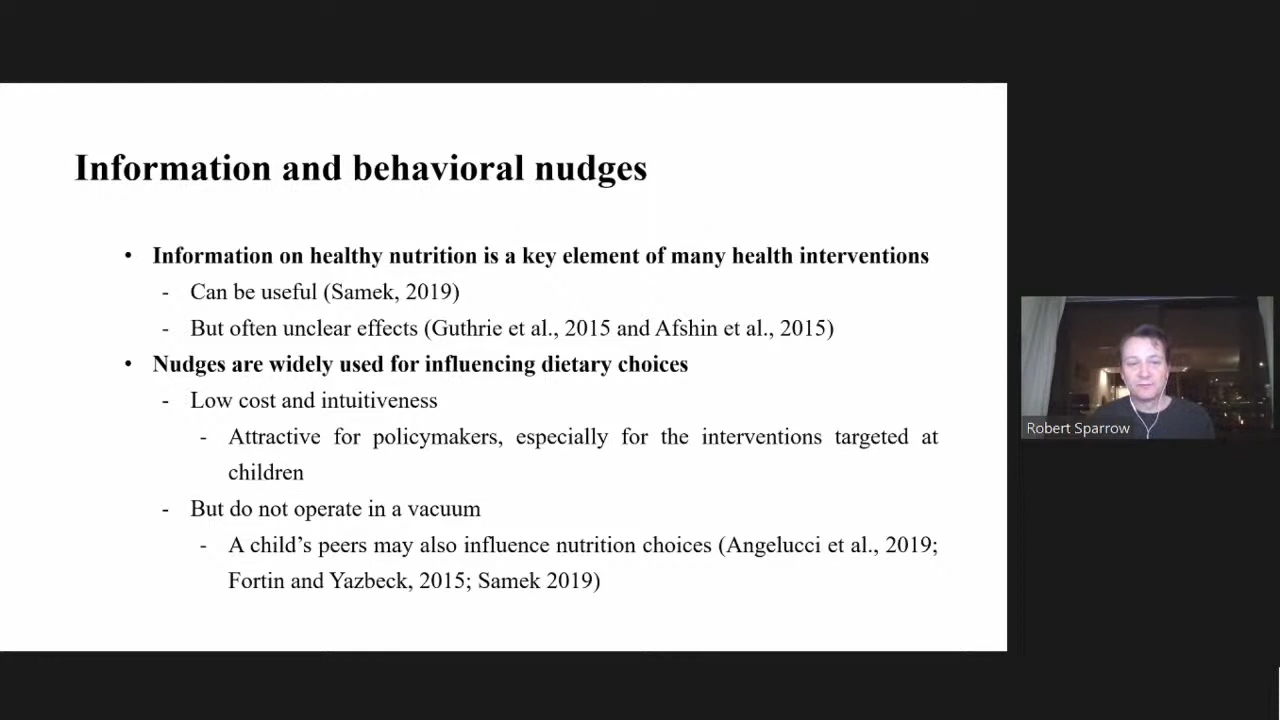 Information and behavioral nudges
• Information on healthy nutrition is a key element of many health interventions
- Can be useful (Samek, 2019)
- But often unclear effects (Guthrie et al., 2015 and Afshin et al., 2015)
• Nudges are widely used for influencing dietary choices
- Low cost and intuitiveness
- Attractive for policymakers, especially for the interventions targeted at
children
- But do not operate in a vacuum
- A child’s peers may also influence nutrition choices (Angelucci et al., 2019;
Fortin and Yazbeck, 2015; Samek 2019)
Robert Sparrow